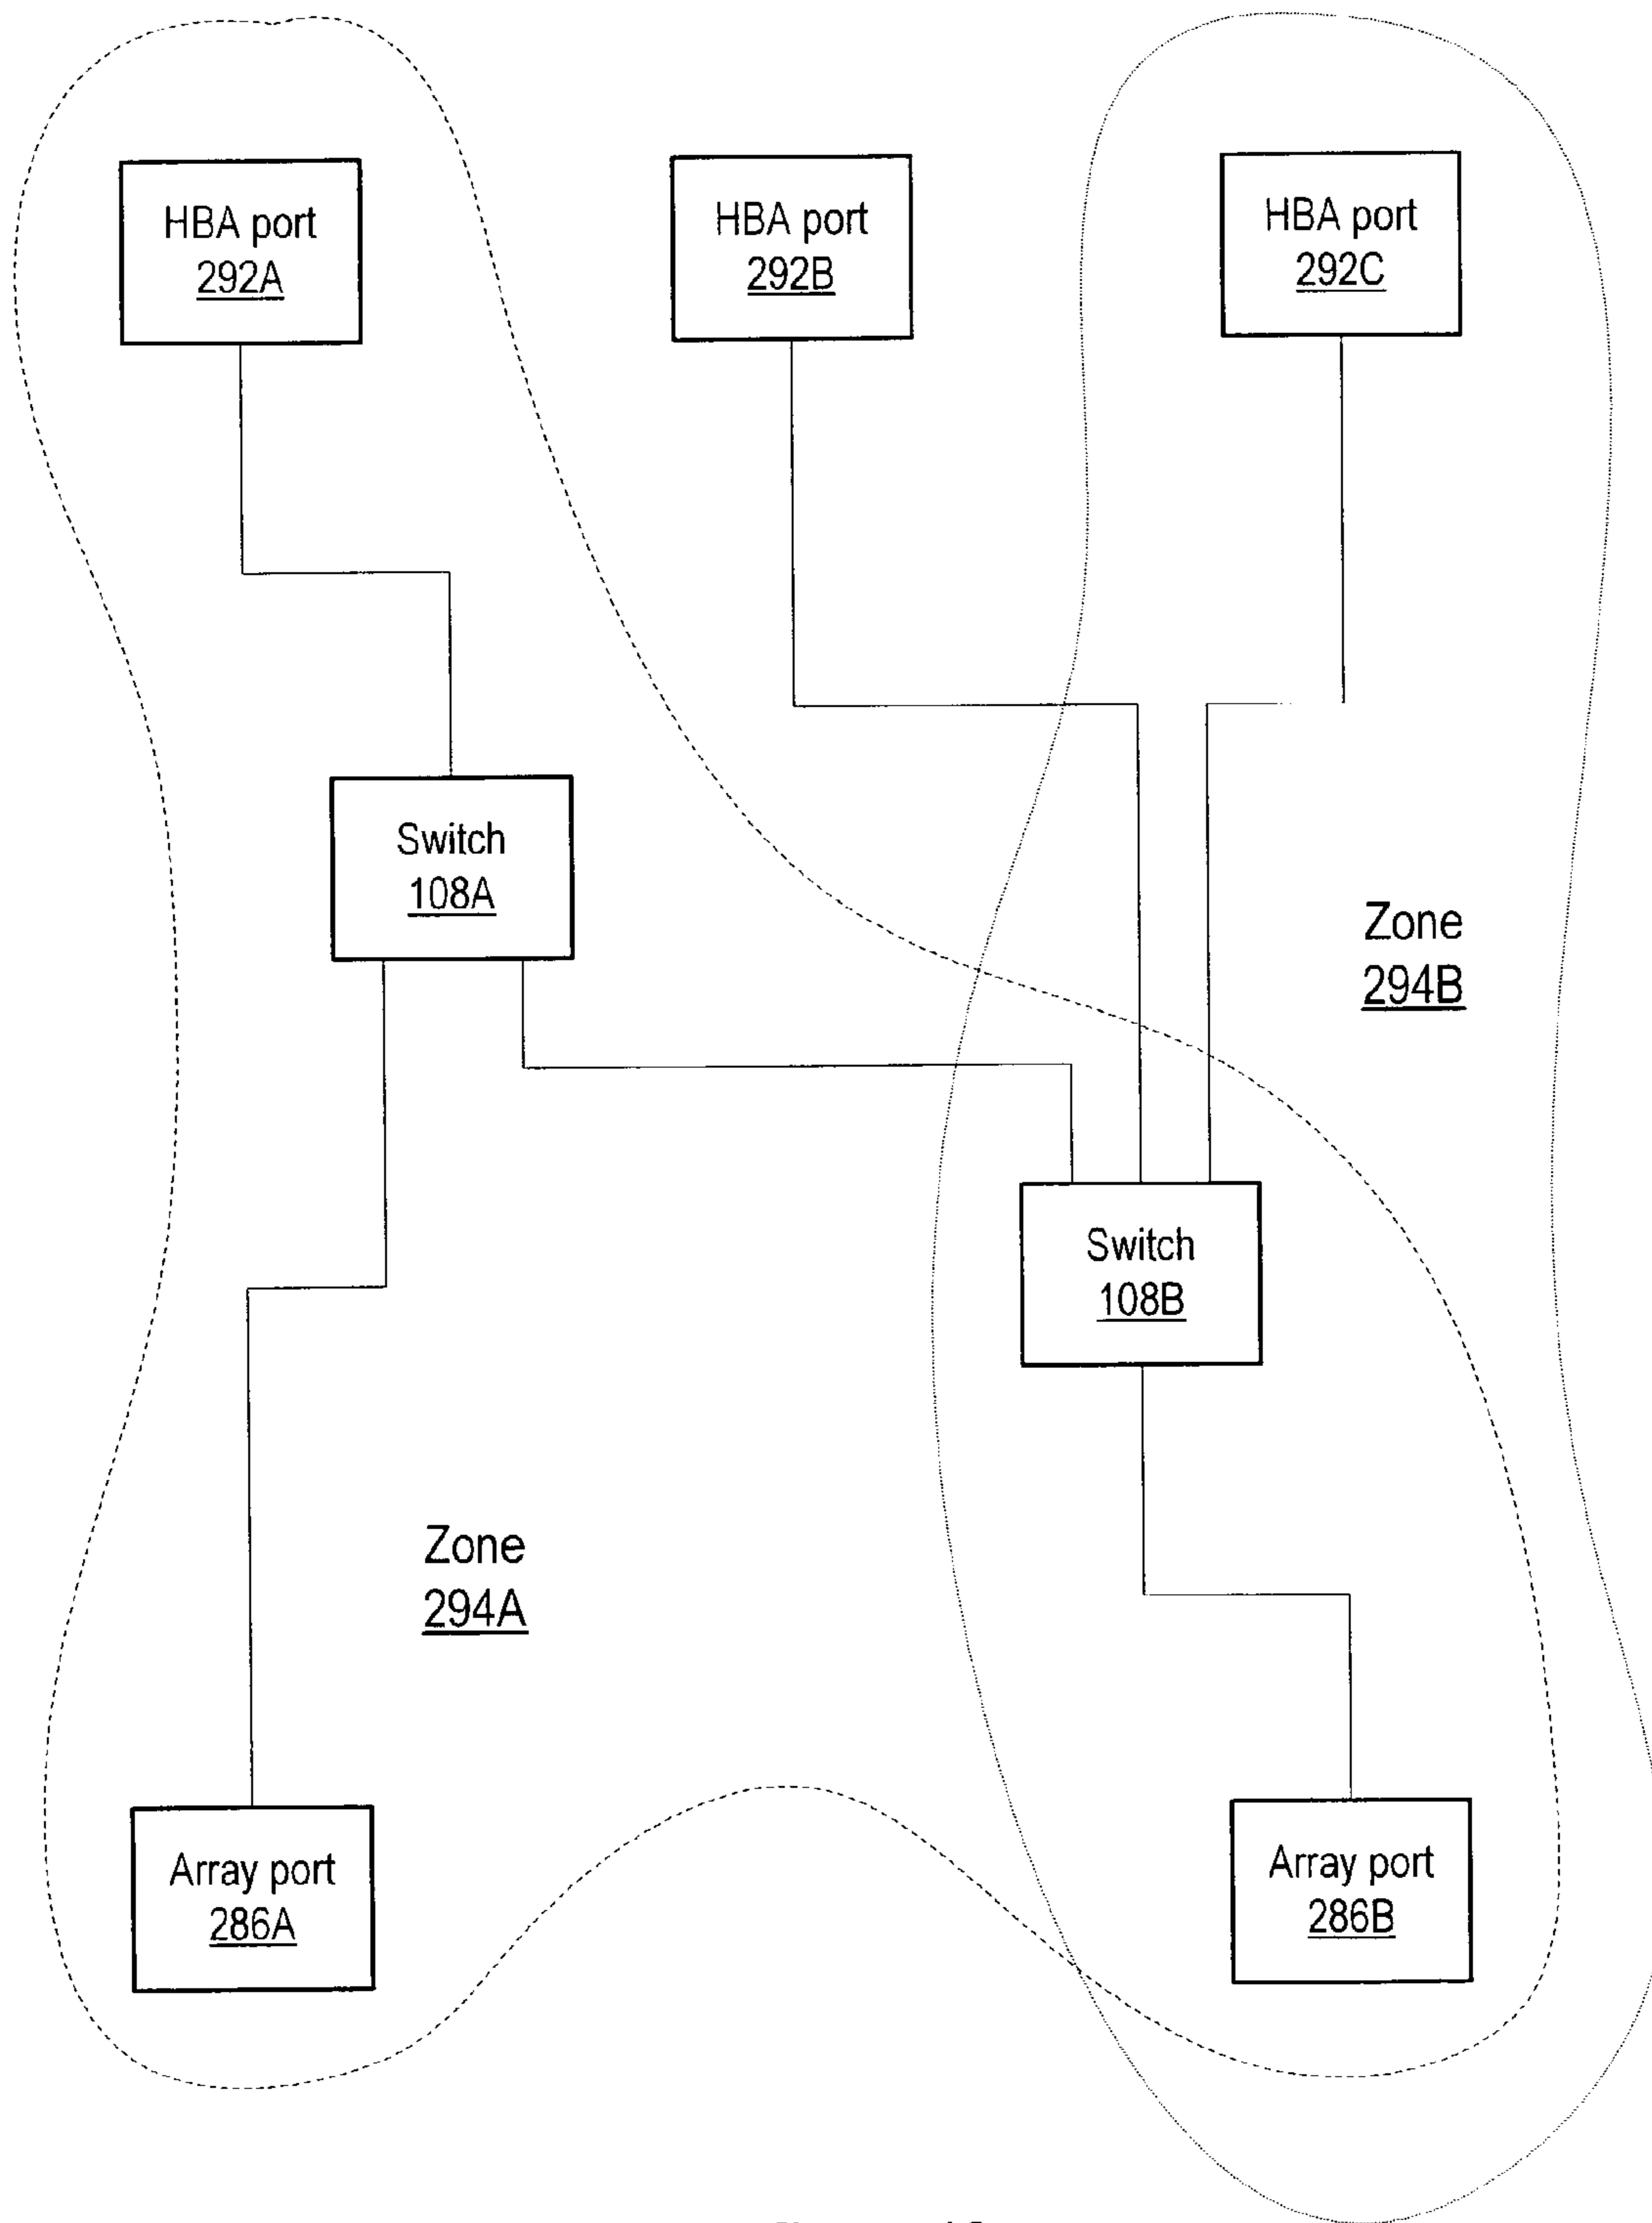 HBA port
292A
HBA port
292B
HBA port
292C
Switch
108A
Zone
294B
Switch
108B
Zone
294A
Array port
286A
Array port
286B